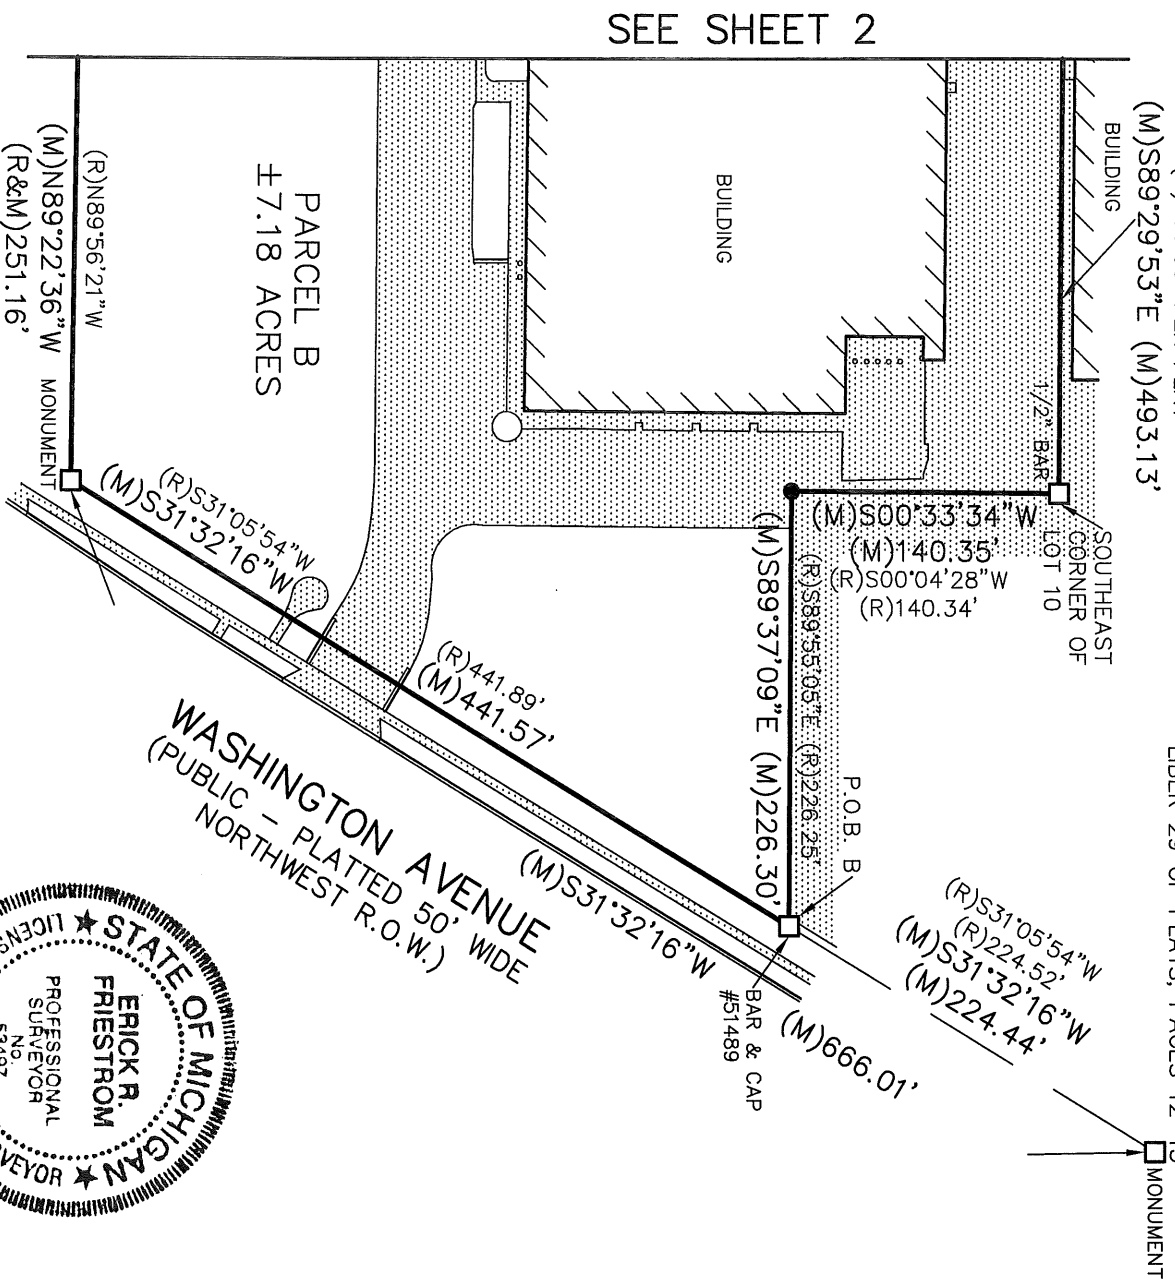 SEE SHEET 2
(M)S89°29'53"E (M)493.13'
BUILDING
BUILDING
1/2" BAR
SOUTHEAST
CORNER OF
LOT 10
(M)S00°33'34"W
(M)140.35'
(R)S00°04'28"W
(R)140.34'
(R)S89°55'05"E (R)226.25'
(M)S89°37'09"E (M)226.30'
P.O.B. B
BAR & CAP
#51489
(R)S31°05'54"W
(R)224.52'
(M)S31°32'16"W
(M)224.44'
MONUMENT
(M)S31°32'16"W
(M)666.01'
PARCEL B
±7.18 ACRES
(R)N89°56'21"W
(M)N89°22'36"W
(R&M)251.16'
MONUMENT
(R)S31°05'54"W
(M)S31°32'16"W
(R)441.89'
(M)441.57'
WASHINGTON AVENUE
(PUBLIC – PLATTED 50' WIDE
NORTHWEST R.O.W.)
STATE OF MICHIGAN
ERICK R.
FRIESTROM
PROFESSIONAL
SURVEYOR
No.